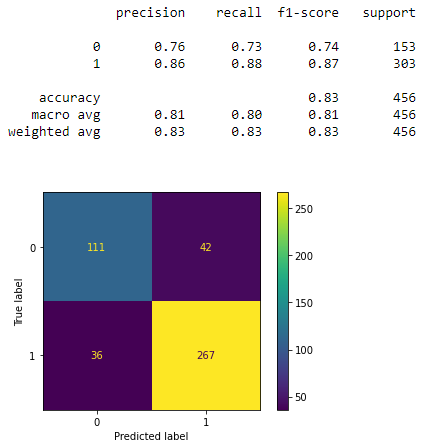 precision recall f1-score support
0 0.76 0.73 0.74 153
1 0.86 0.88 0.87 303
accuracy 0.83 456
macro avg 0.81 0.80 0.81 456
weighted avg 0.83 0.83 0.83 456
250
200
150
100
50
True label
0 111 42
1 36 267
0 1
Predicted label